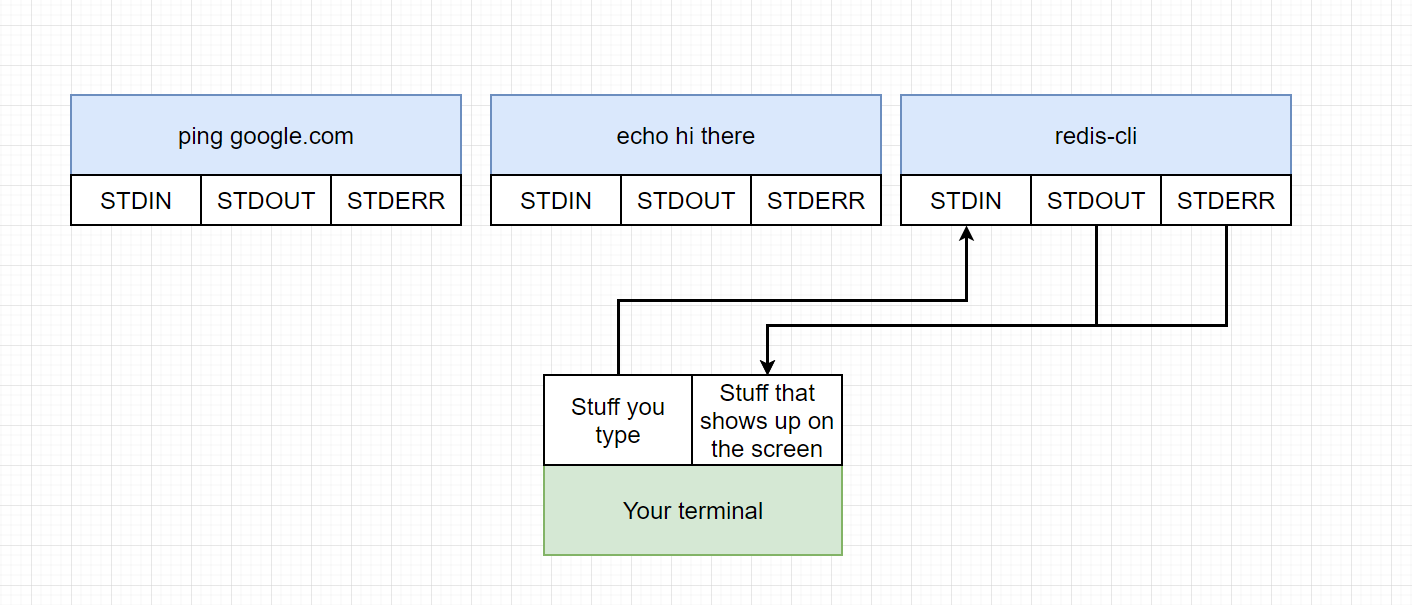 ping google.com
echo hi there
redis-cli
STDIN
STDOUT
STDERR
STDIN
STDOUT
STDERR
STDIN
STDOUT
STDERR
Stuff you
type
Stuff that
shows up on
the screen
Your terminal